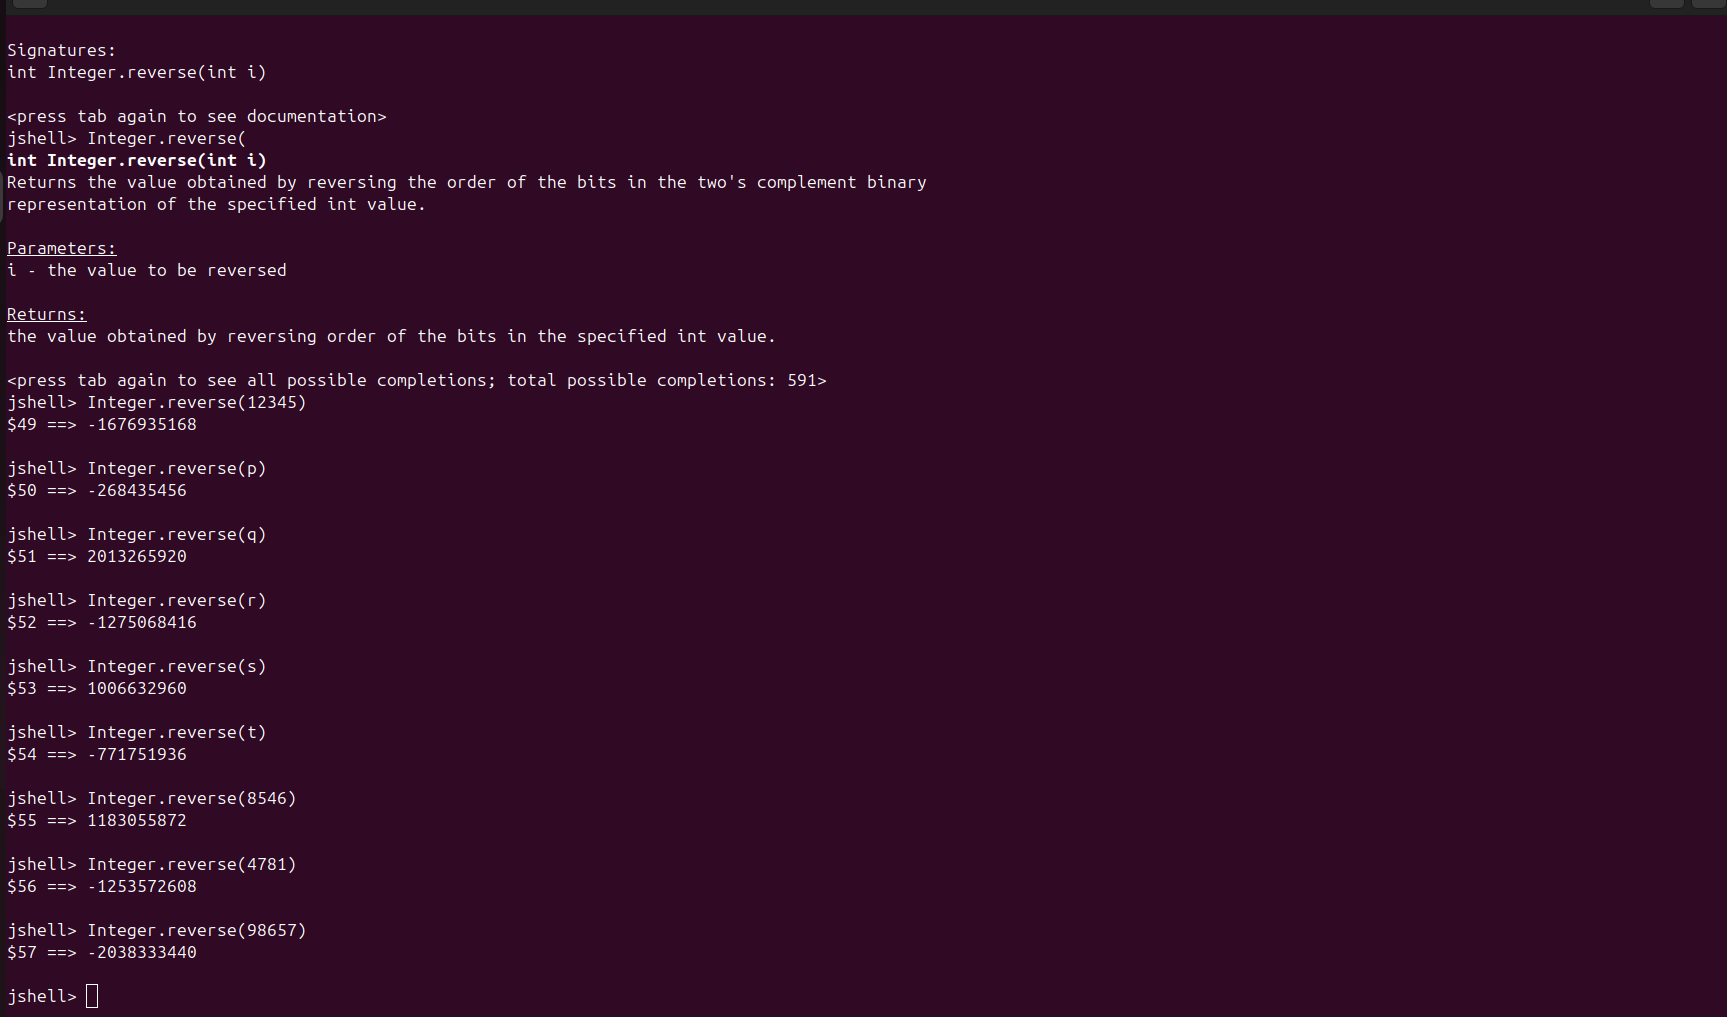 Signatures:
int Integer.reverse(int i)
<press tab again to see documentation>
jshell> Integer.reverse(
int Integer.reverse(int i)
Returns the value obtained by reversing the order of the bits in the two's complement binary
representation of the specified int value.
Parameters:
i - the value to be reversed
Returns:
the value obtained by reversing order of the bits in the specified int value.
<press tab again to see all possible completions; total possible completions: 591>
jshell> Integer.reverse(12345)
$49 ==> -1676935168
jshell> Integer.reverse(p)
$50 ==> -268435456
jshell> Integer.reverse(q)
$51 ==> 2013265920
jshell> Integer.reverse(r)
$52 ==> -1275068416
jshell> Integer.reverse(s)
$53 ==> 1006632960
jshell> Integer.reverse(t)
$54 ==> -771751936
jshell> Integer.reverse(8546)
$55 ==> 1183055872
jshell> Integer.reverse(4781)
$56 ==> -1253572608
jshell> Integer.reverse(98657)
$57 ==> -2038333440
jshell>